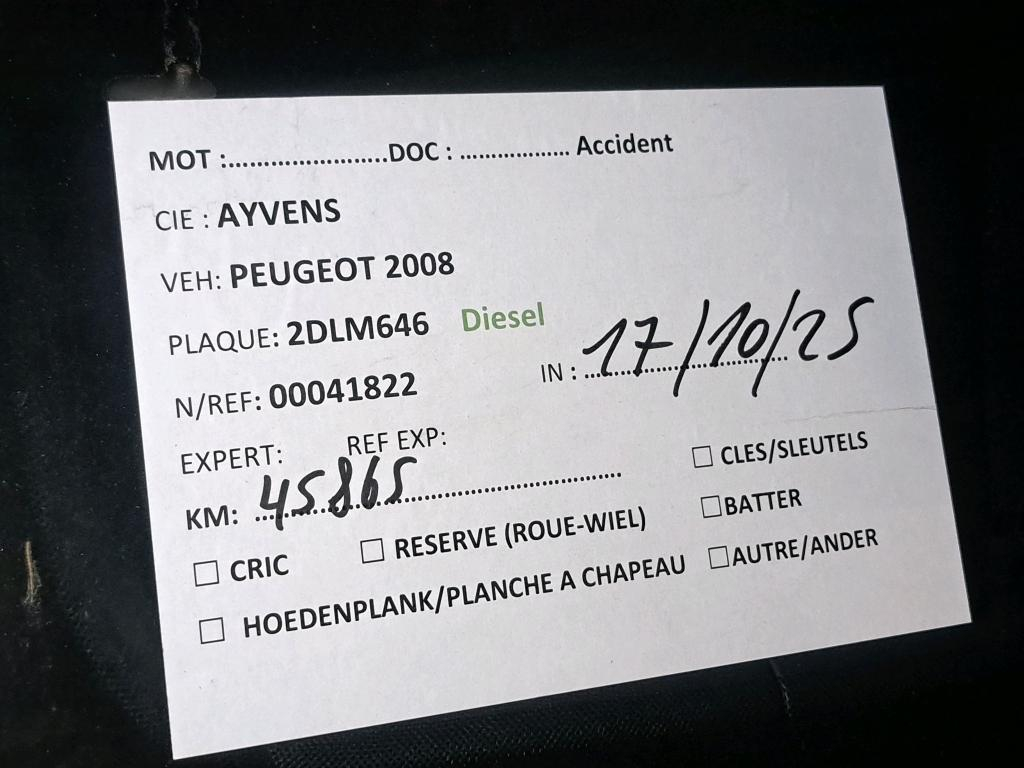 MOT :........................DOC : .................. Accident
CIE : AYVENS
VEH: PEUGEOT 2008
PLAQUE: 2DLM646 Diesel
IN : 17/10/25
N/REF: 00041822
EXPERT: REF EXP:
KM: 45865
☐ CLES/SLEUTELS
☐ CRIC ☐ RESERVE (ROUE-WIEL) ☐ BATTER
☐ HOEDENPLANK/PLANCHE A CHAPEAU ☐ AUTRE/ANDER